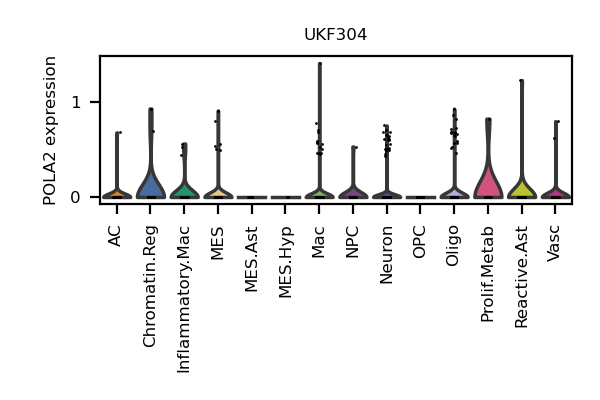 UKF304
POLA2 expression
1
0
AC
Chromatin.Reg
Inflammatory.Mac
MES
MES.Ast
MES.Hyp
Mac
NPC
Neuron
OPC
Oligo
Prolif.Metab
Reactive.Ast
Vasc